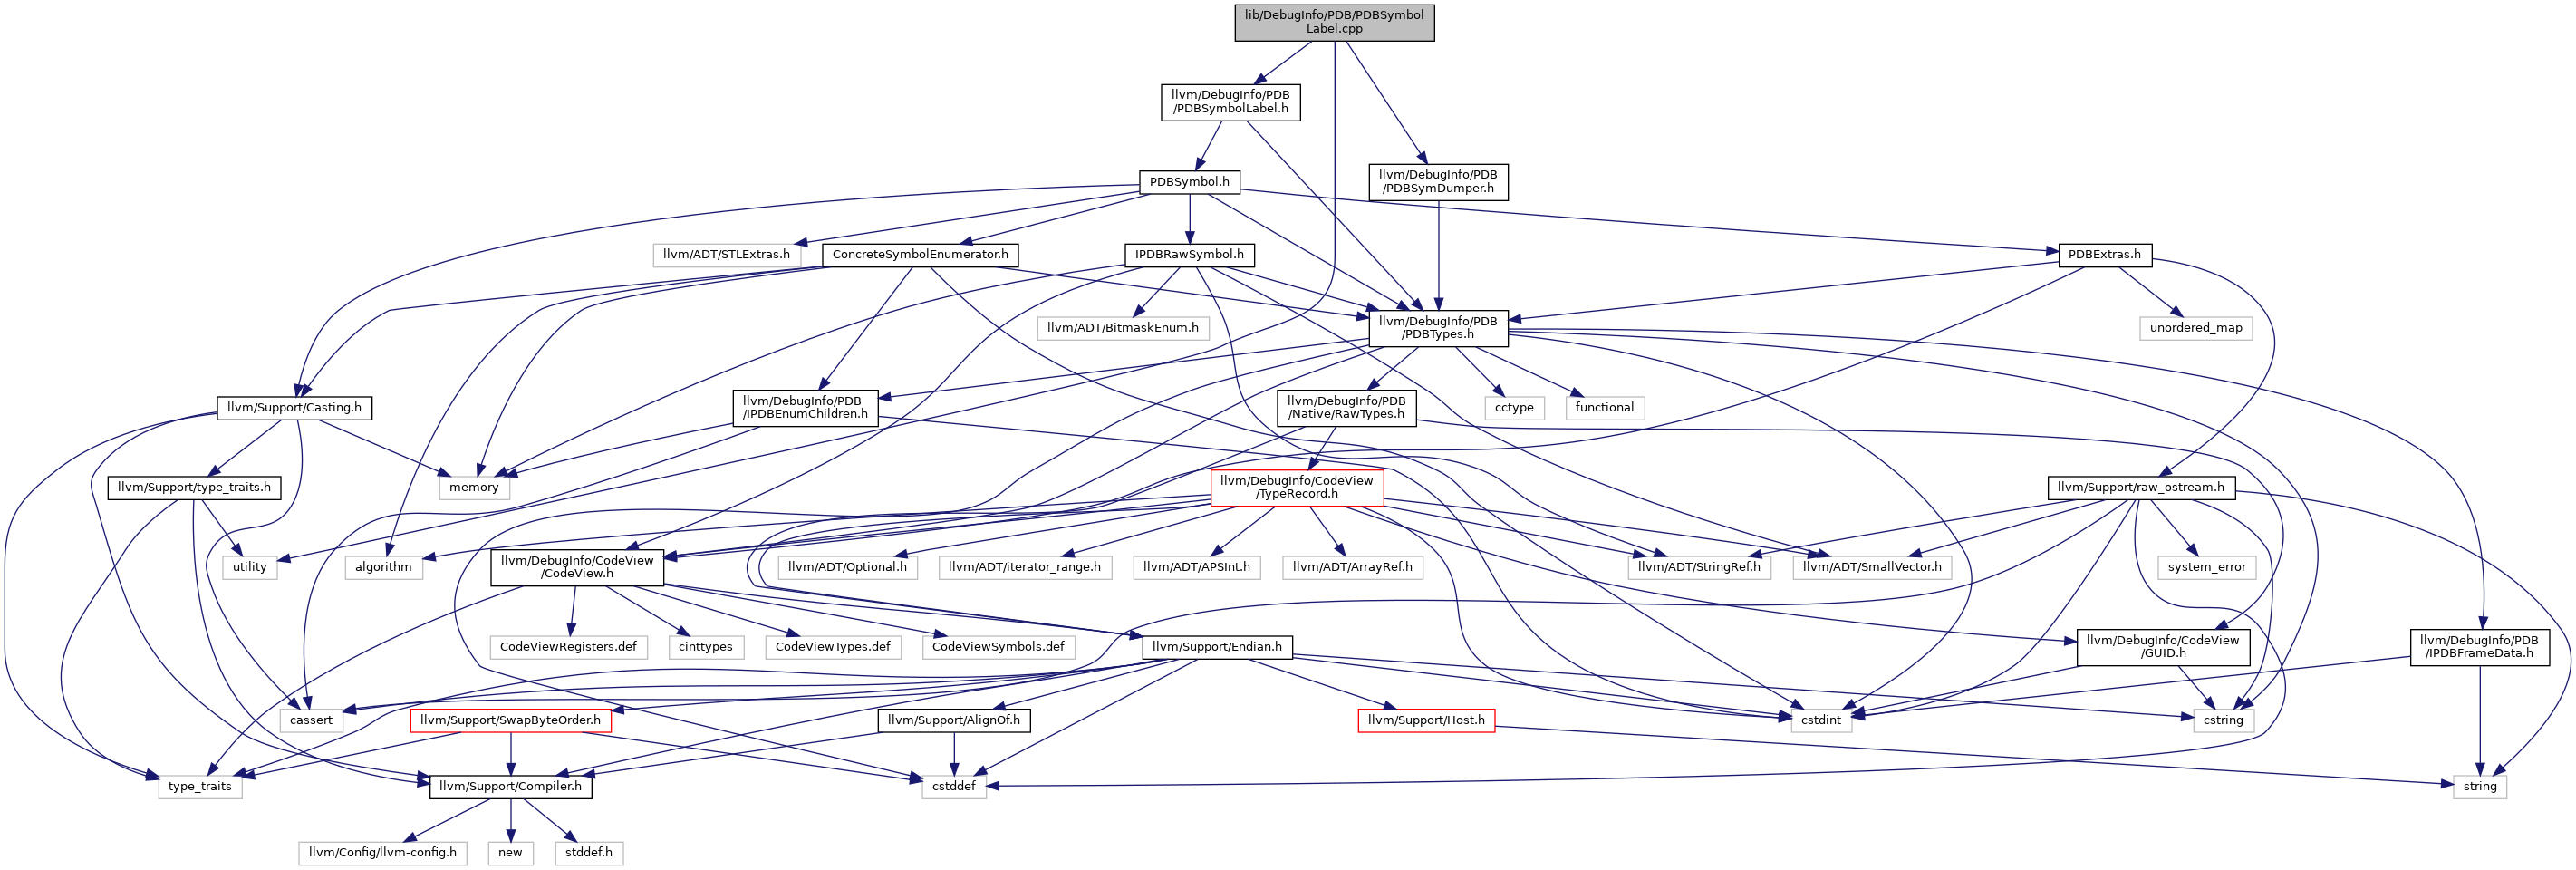 lib/DebugInfo/PDB/PDBSymbol
Label.cpp
llvm/DebugInfo/PDB
/PDBSymbolLabel.h
PDBSymbol.h
llvm/DebugInfo/PDB
/PDBSymDumper.h
llvm/ADT/STLExtras.h
ConcreteSymbolEnumerator.h
IPDBRawSymbol.h
PDBExtras.h
llvm/ADT/BitmaskEnum.h
llvm/DebugInfo/PDB
/PDBTypes.h
unordered_map
llvm/Support/Casting.h
llvm/DebugInfo/PDB
/IPDBEnumChildren.h
llvm/DebugInfo/PDB
/Native/RawTypes.h
cctype
functional
llvm/Support/type_traits.h
memory
llvm/DebugInfo/CodeView
/TypeRecord.h
llvm/Support/raw_ostream.h
utility
algorithm
llvm/DebugInfo/CodeView
/CodeView.h
llvm/ADT/Optional.h
llvm/ADT/iterator_range.h
llvm/ADT/APSInt.h
llvm/ADT/ArrayRef.h
llvm/ADT/StringRef.h
llvm/ADT/SmallVector.h
system_error
CodeViewRegisters.def
cinttypes
CodeViewTypes.def
CodeViewSymbols.def
llvm/Support/Endian.h
llvm/DebugInfo/CodeView
/GUID.h
llvm/DebugInfo/PDB
/IPDBFrameData.h
cassert
llvm/Support/SwapByteOrder.h
llvm/Support/AlignOf.h
llvm/Support/Host.h
cstdint
cstring
type_traits
llvm/Support/Compiler.h
cstddef
string
llvm/Config/llvm-config.h
new
stddef.h